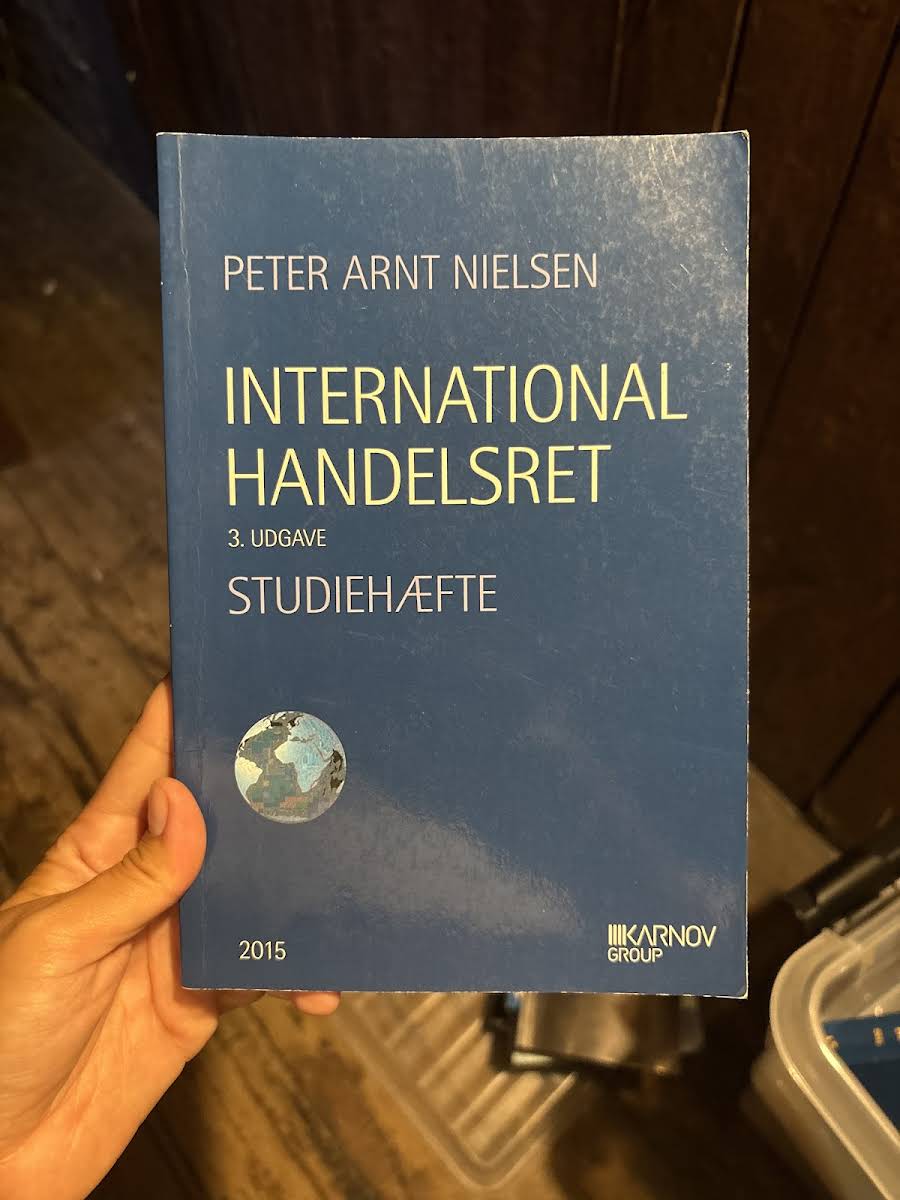 PETER ARNT NIELSEN
INTERNATIONAL
HANDELSRET
3. UDGAVE
STUDIEHÆFTE
2015
KARNOV
GROUP